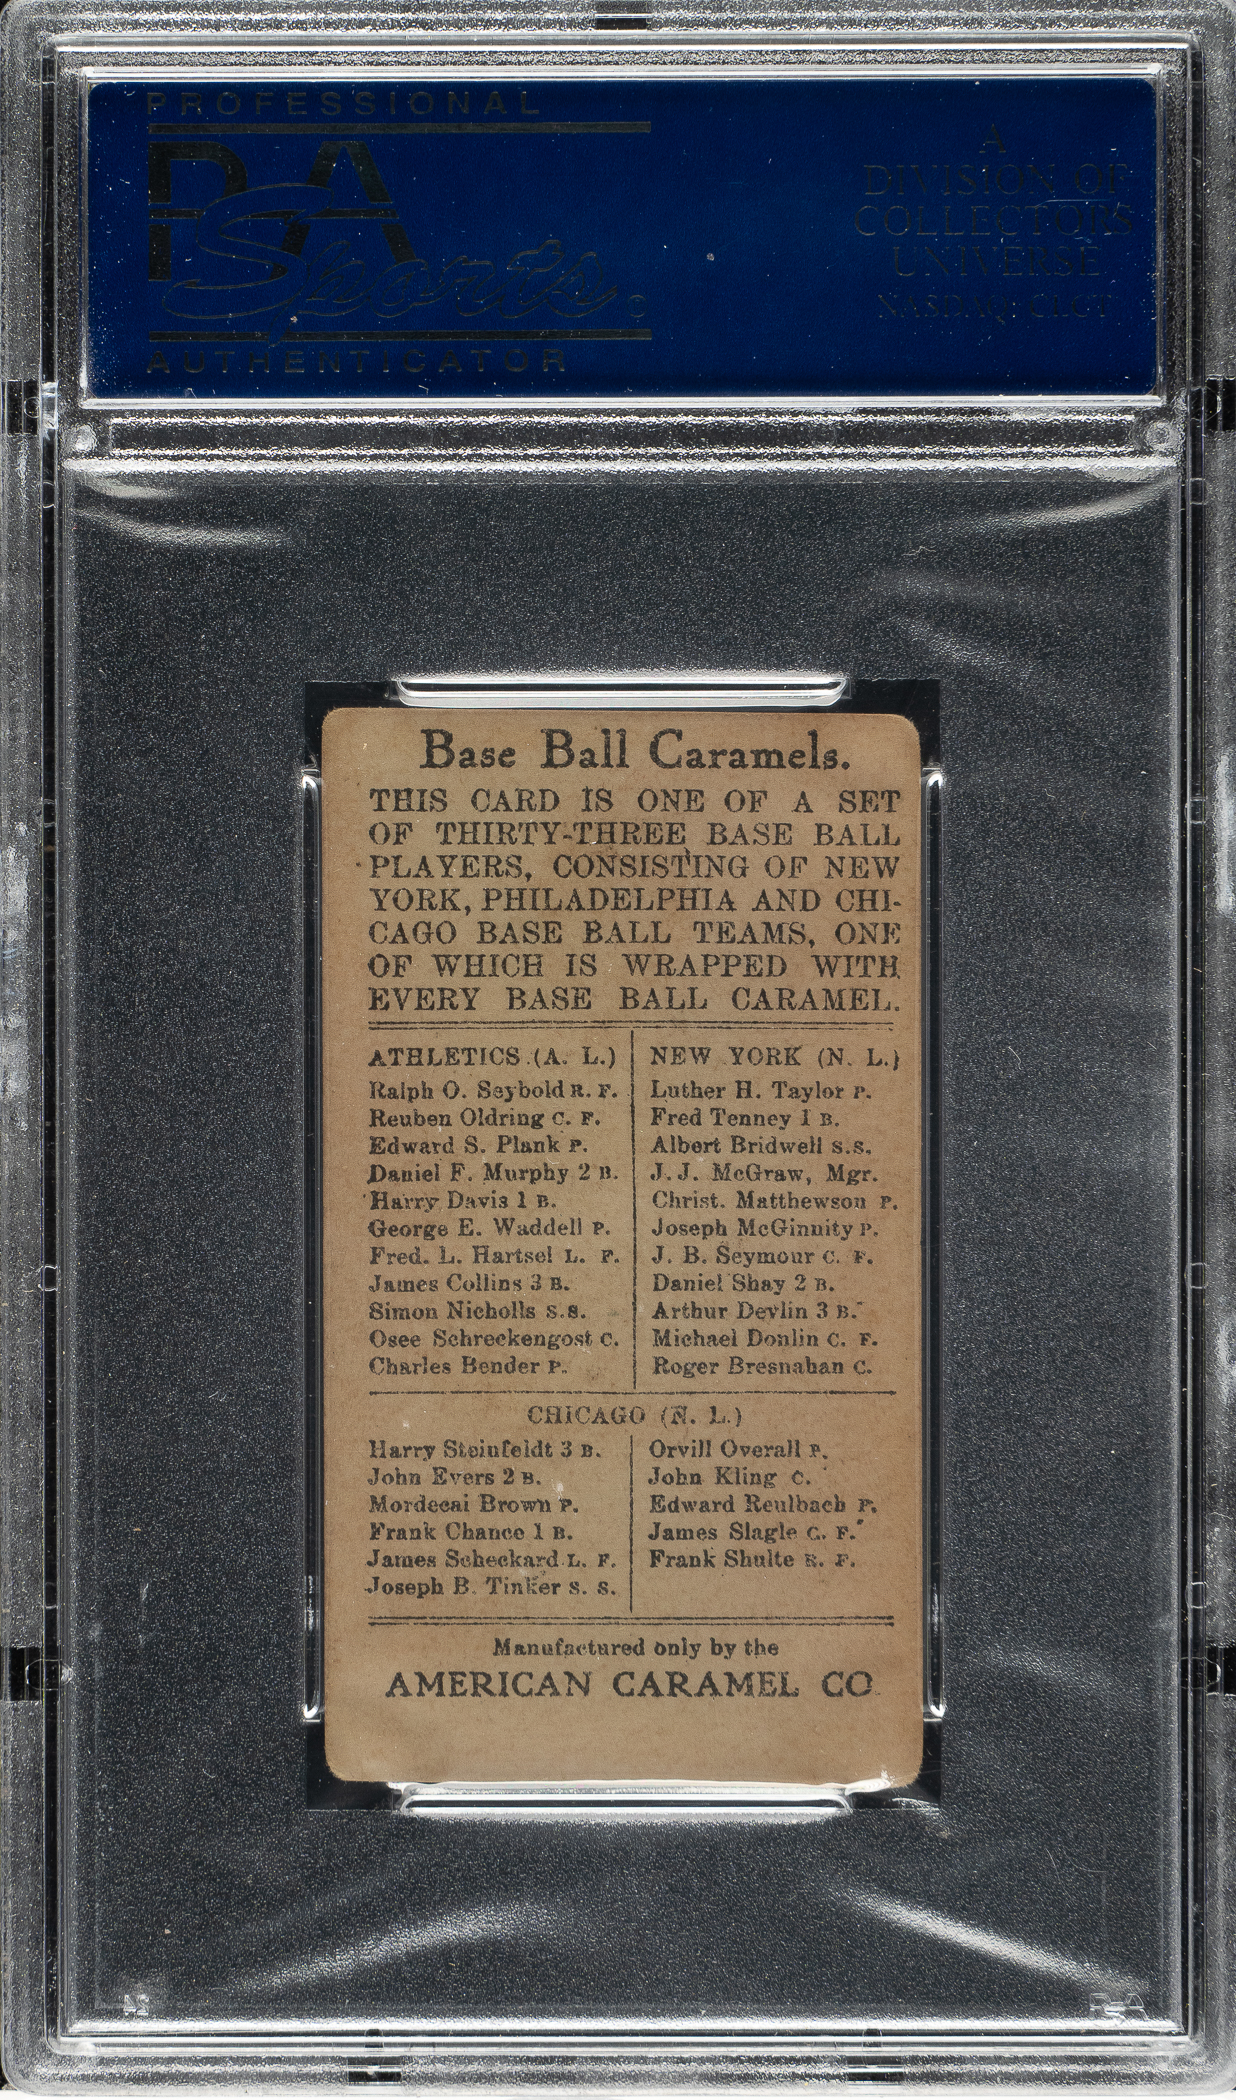 PROFESSIONAL
PSA
Sports
AUTHENTICATOR
A
DIVISION OF
COLLECTORS
UNIVERSE
NASDAQ: CLCT
Base Ball Caramels.
THIS CARD IS ONE OF A SET
OF THIRTY-THREE BASE BALL
PLAYERS, CONSISTING OF NEW
YORK, PHILADELPHIA AND CHI-
CAGO BASE BALL TEAMS, ONE
OF WHICH IS WRAPPED WITH
EVERY BASE BALL CARAMEL.
ATHLETICS (A. L.)
Ralph O. Seybold R. F.
Reuben Oldring C. F.
Edward S. Plank P.
Daniel F. Murphy 2 B.
Harry Davis 1 B.
George E. Waddell P.
Fred. L. Hartsel L. F.
James Collins 3 B.
Simon Nicholls S.S.
Osee Schreckengost C.
Charles Bender P.
NEW YORK (N. L.)
Luther H. Taylor P.
Fred Tenney 1 B.
Albert Bridwell S.S.
J. J. McGraw, Mgr.
Christ. Matthewson P.
Joseph McGinnity P.
J. B. Seymour C. F.
Daniel Shay 2 B.
Arthur Devlin 3 B.
Michael Donlin C. F.
Roger Bresnahan C.
CHICAGO (N. L.)
Harry Steinfeldt 3 B.
John Evers 2 B.
Mordecai Brown P.
Frank Chance 1 B.
James Scheckard L. F.
Joseph B. Tinker S. S.
Orvill Overall P.
John Kling C.
Edward Reulbach P.
James Slagle C. F.
Frank Shulte R. F.
Manufactured only by the
AMERICAN CARAMEL CO
PSA